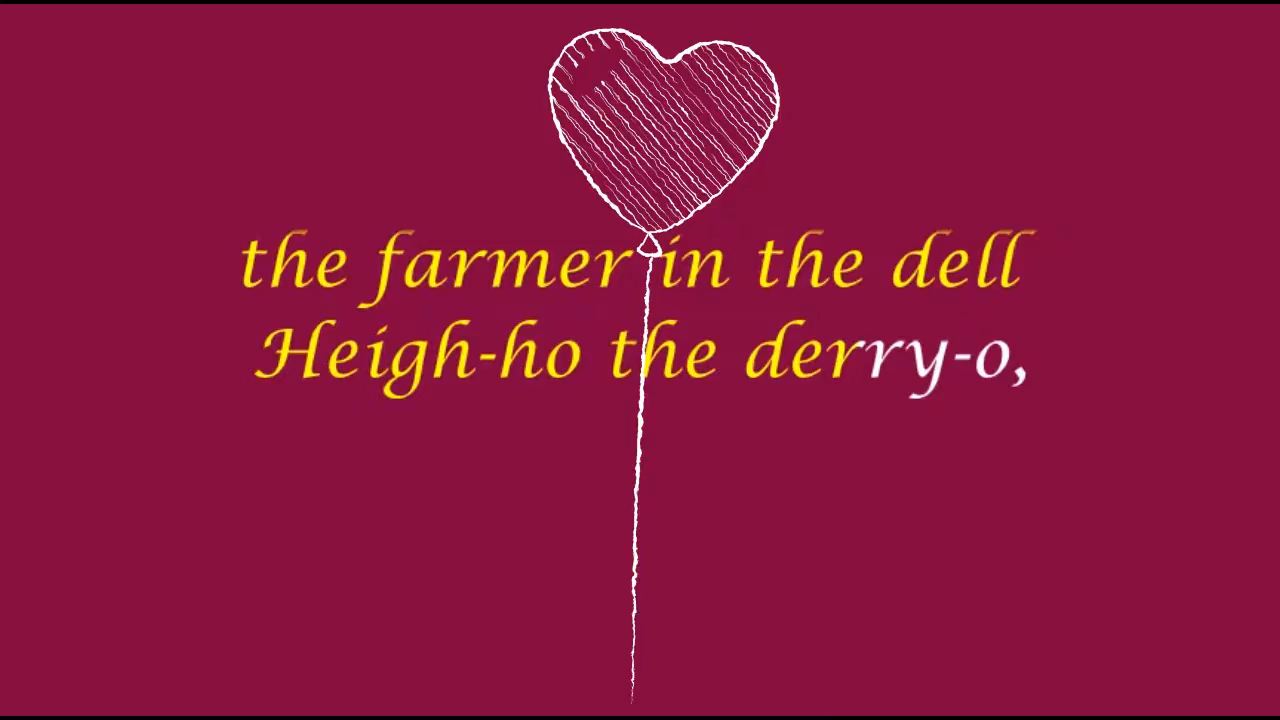 the farmer in the dell
Heigh-ho the derry-o,